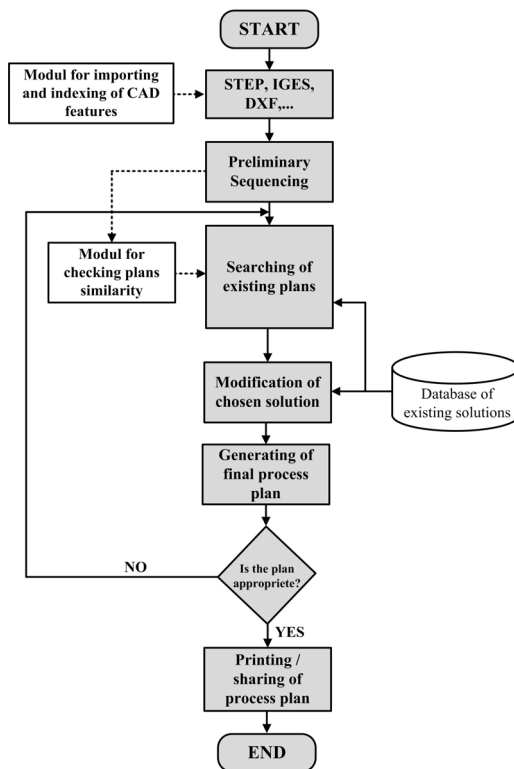 START
Modul for importing
and indexing of CAD
features
STEP, IGES,
DXF,...
Preliminary
Sequencing
Modul for
checking plans
similarity
Searching of
existing plans
Modification of
chosen solution
Database of
existing solutions
Generating of
final process
plan
NO
Is the plan
appropriete?
YES
Printing /
sharing of
process plan
END